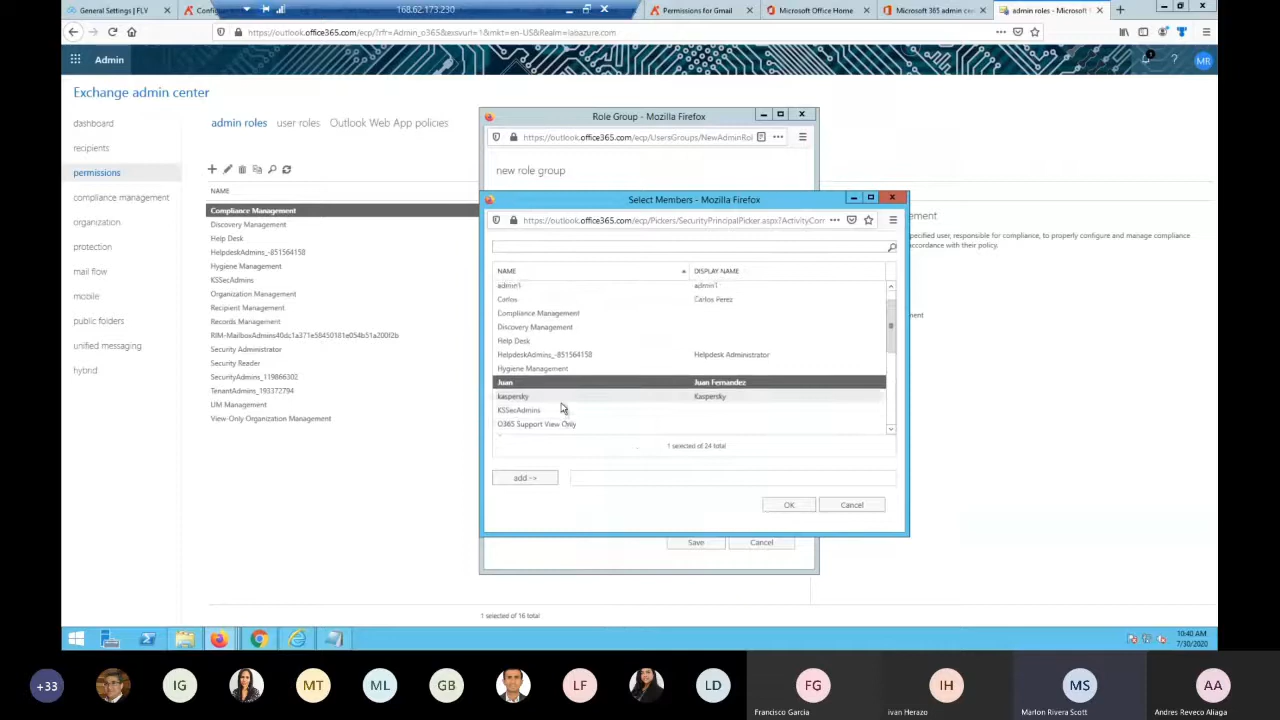 General Settings | FLY
Confi
168.62.173.230
Permissions for Gmail
Microsoft Office Home
Microsoft 365 admin cen
admin roles - Microsoft
https://outlook.office365.com/ecp/?rfr=Admin_o365&exsvurl=1&mkt=en-US&Realm=labazure.com
Admin
1
?
MR
Exchange admin center
dashboard
recipients
permissions
compliance management
organization
protection
mail flow
mobile
public folders
unified messaging
hybrid
admin roles
user roles
Outlook Web App policies
NAME
Compliance Management
Discovery Management
Help Desk
HelpdeskAdmins_-851564158
Hygiene Management
KSSecAdmins
Organization Management
Recipient Management
Records Management
Security Administrator
Security Reader
SecurityAdmins_119866302
TenantAdmins_193372794
UM Management
View-Only Organization Management
1 selected of 16 total
Role Group - Mozilla Firefox
https://outlook.office365.com/ecp/UsersGroups/NewAdminRol
new role group
Select Members - Mozilla Firefox
https://outlook.office365.com/ecp/Pickers/SecurityPrincipalPicker.aspx?ActivityCorr
NAME
DISPLAY NAME
admin1
admin1
Carlos
Carlos Perez
Compliance Management
Discovery Management
Help Desk
HelpdeskAdmins_-851564158
Helpdesk Administrator
Hygiene Management
Juan
Juan Fernandez
kaspersky
Kaspersky
KSSecAdmins
O365 Support View Only
1 selected of 24 total
add ->
OK
Cancel
Save
Cancel
ement
pecified user, responsible for compliance, to properly configure and manage compliance
accordance with their policy.
ent
10:40 AM
7/30/2020
+33
IG
MT
ML
GB
LF
LD
FG
IH
MS
AA
Francisco Garcia
ivan Herazo
Marlon Rivera Scott
Andres Reveco Aliaga